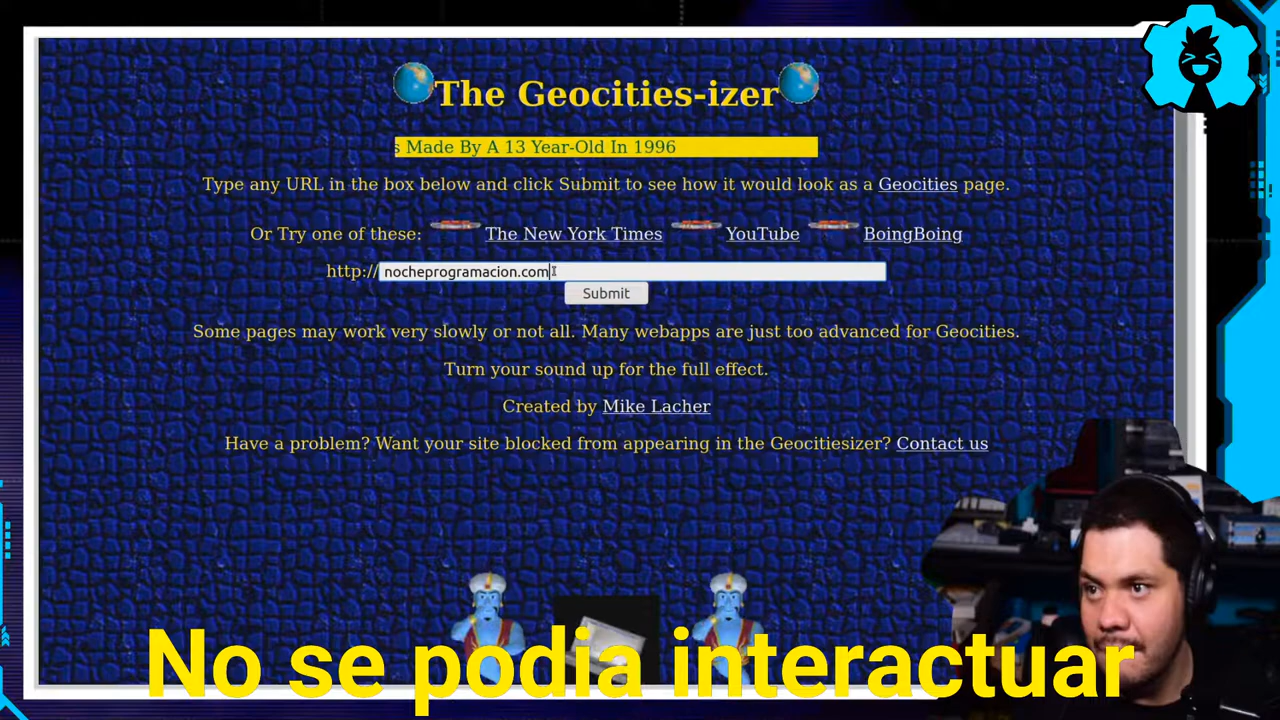 The Geocities-izer
s Made By A 13 Year-Old In 1996
Type any URL in the box below and click Submit to see how it would look as a Geocities page.
Or Try one of these: The New York Times YouTube BoingBoing
http:// nocheprogramacion.com
Submit
Some pages may work very slowly or not all. Many webapps are just too advanced for Geocities.
Turn your sound up for the full effect.
Created by Mike Lacher
Have a problem? Want your site blocked from appearing in the Geocitiesizer? Contact us
No se podia interactuar